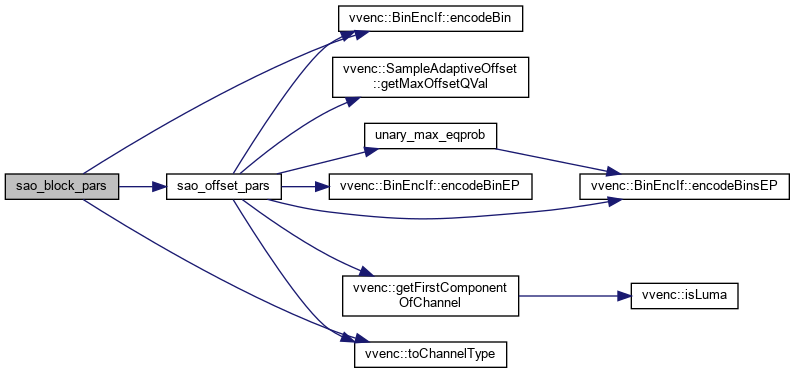 vvenc::BinEncIf::encodeBin
vvenc::SampleAdaptiveOffset
::getMaxOffsetQVal
unary_max_eqprob
sao_block_pars
sao_offset_pars
vvenc::BinEncIf::encodeBinEP
vvenc::BinEncIf::encodeBinsEP
vvenc::getFirstComponent
OfChannel
vvenc::isLuma
vvenc::toChannelType